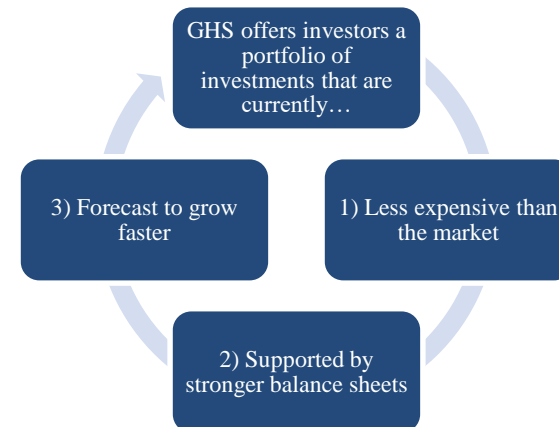 GHS offers investors a
portfolio of
investments that are
currently…
1) Less expensive than
the market
2) Supported by
stronger balance sheets
3) Forecast to grow
faster